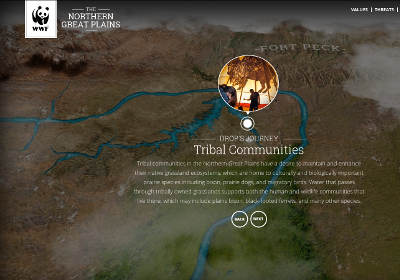 VALUES | THREATS |
THE
NORTHERN
GREAT PLAINS
WWF
FORT PECK
DROP'S JOURNEY
Tribal Communities
Tribal communities in the Northern Great Plains have a desire to maintain and enhance
their native grassland ecosystems, which are home to culturally and biologically important
prairie species including bison, prairie dogs, and migratory birds. Water that passes
through tribally owned grasslands supports both the human and wildlife communities that
live there, which may include plains bison, black-footed ferrets, and many other species.
BACK NEXT